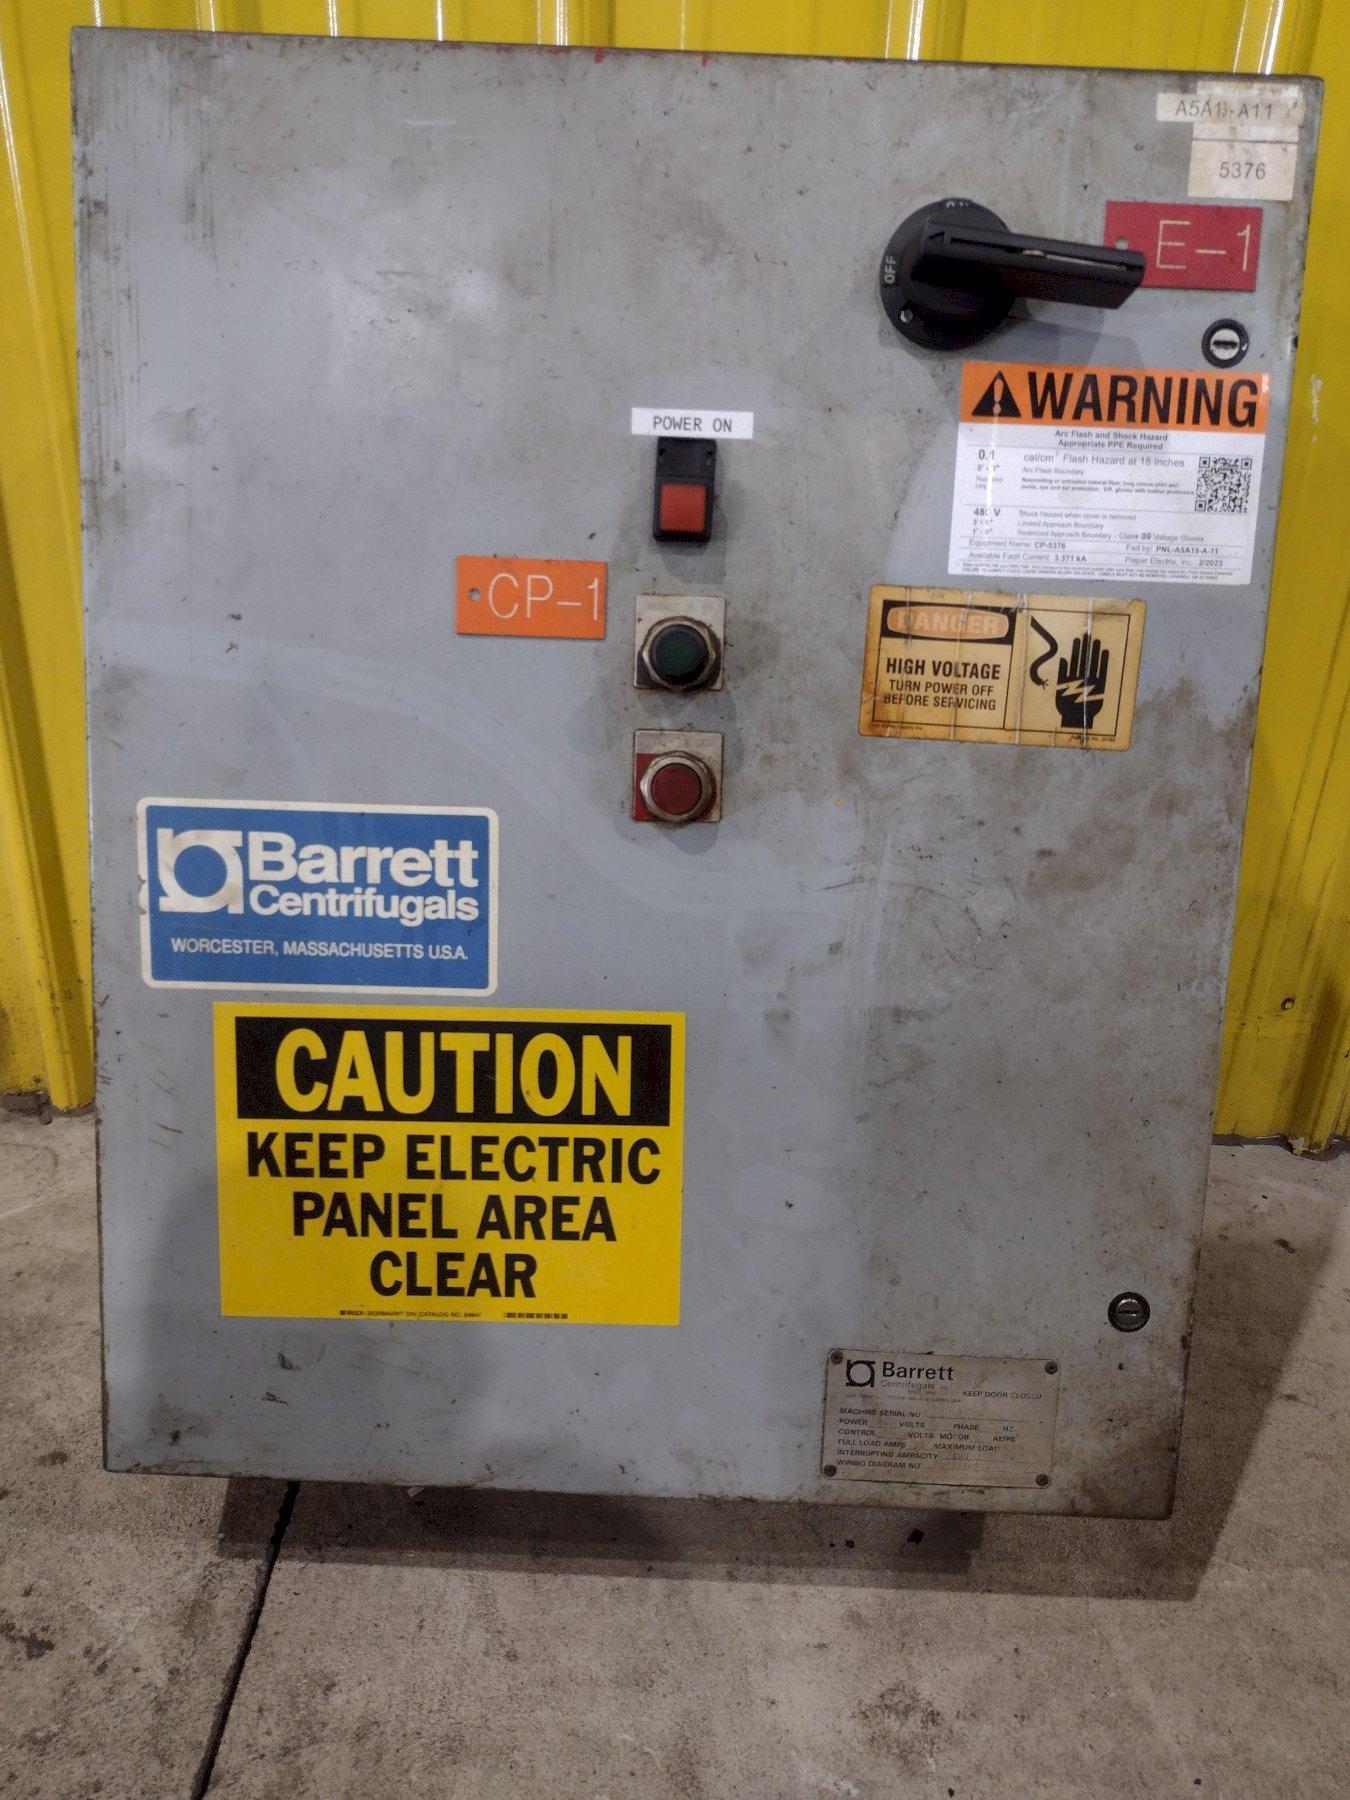 5376
OFF
E-1
WARNING
Arc Flash and Shock Hazard
Appropriate PPE Required
0.1 cal/cm² Flash Hazard at 18 Inches
Arc Flash Boundary
480 V Shock Hazard when cover is removed
Limited Approach Boundary
Restricted Approach Boundary - Class 00 Voltage Gloves
Equipment Name: CP-5376 Fed by: PNL-A5A1
Available Fault Current: 3.371 kA Pieper Electric, Inc. 2/2023
POWER ON
CP-1
DANGER
HIGH VOLTAGE
TURN POWER OFF
BEFORE SERVICING
Barrett
Centrifugals
WORCESTER, MASSACHUSETTS U.S.A.
CAUTION
KEEP ELECTRIC
PANEL AREA
CLEAR
Barrett
Centrifugals
KEEP DOOR CLOSED
MACHINE SERIAL NO
POWER VOLTS PHASE HZ
CONTROL VOLTS MOTOR AMPS
FULL LOAD AMPS MAXIMUM LOAD
INTERRUPTING AMPACITY
WIRING DIAGRAM NO